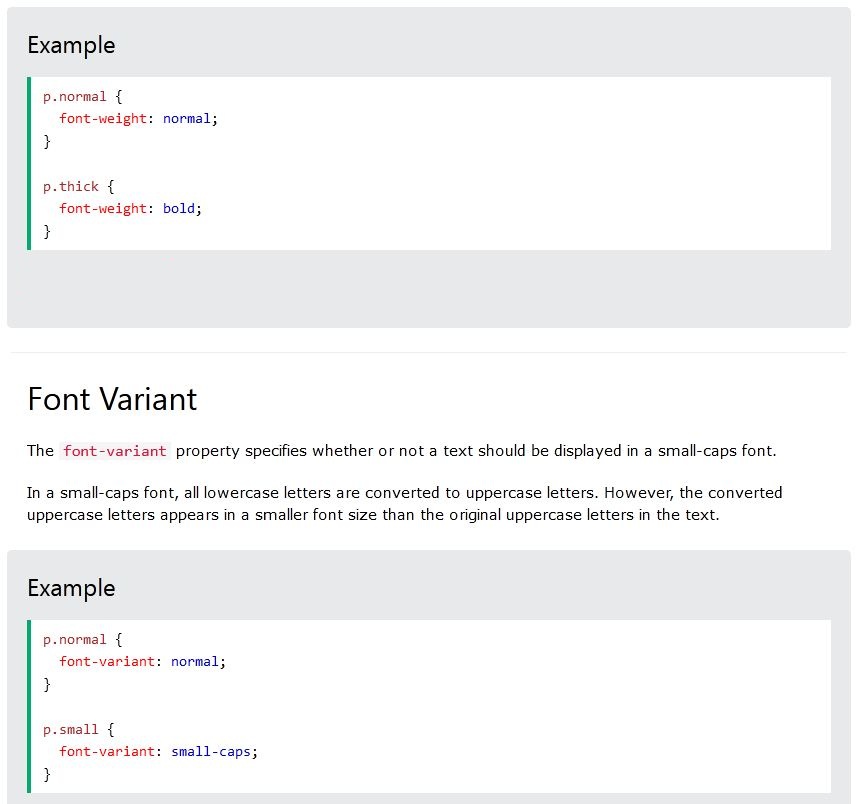 Example
p.normal {
  font-weight: normal;
}
p.thick {
  font-weight: bold;
}
Font Variant
The font-variant property specifies whether or not a text should be displayed in a small-caps font.
In a small-caps font, all lowercase letters are converted to uppercase letters. However, the converted
uppercase letters appears in a smaller font size than the original uppercase letters in the text.
Example
p.normal {
  font-variant: normal;
}
p.small {
  font-variant: small-caps;
}